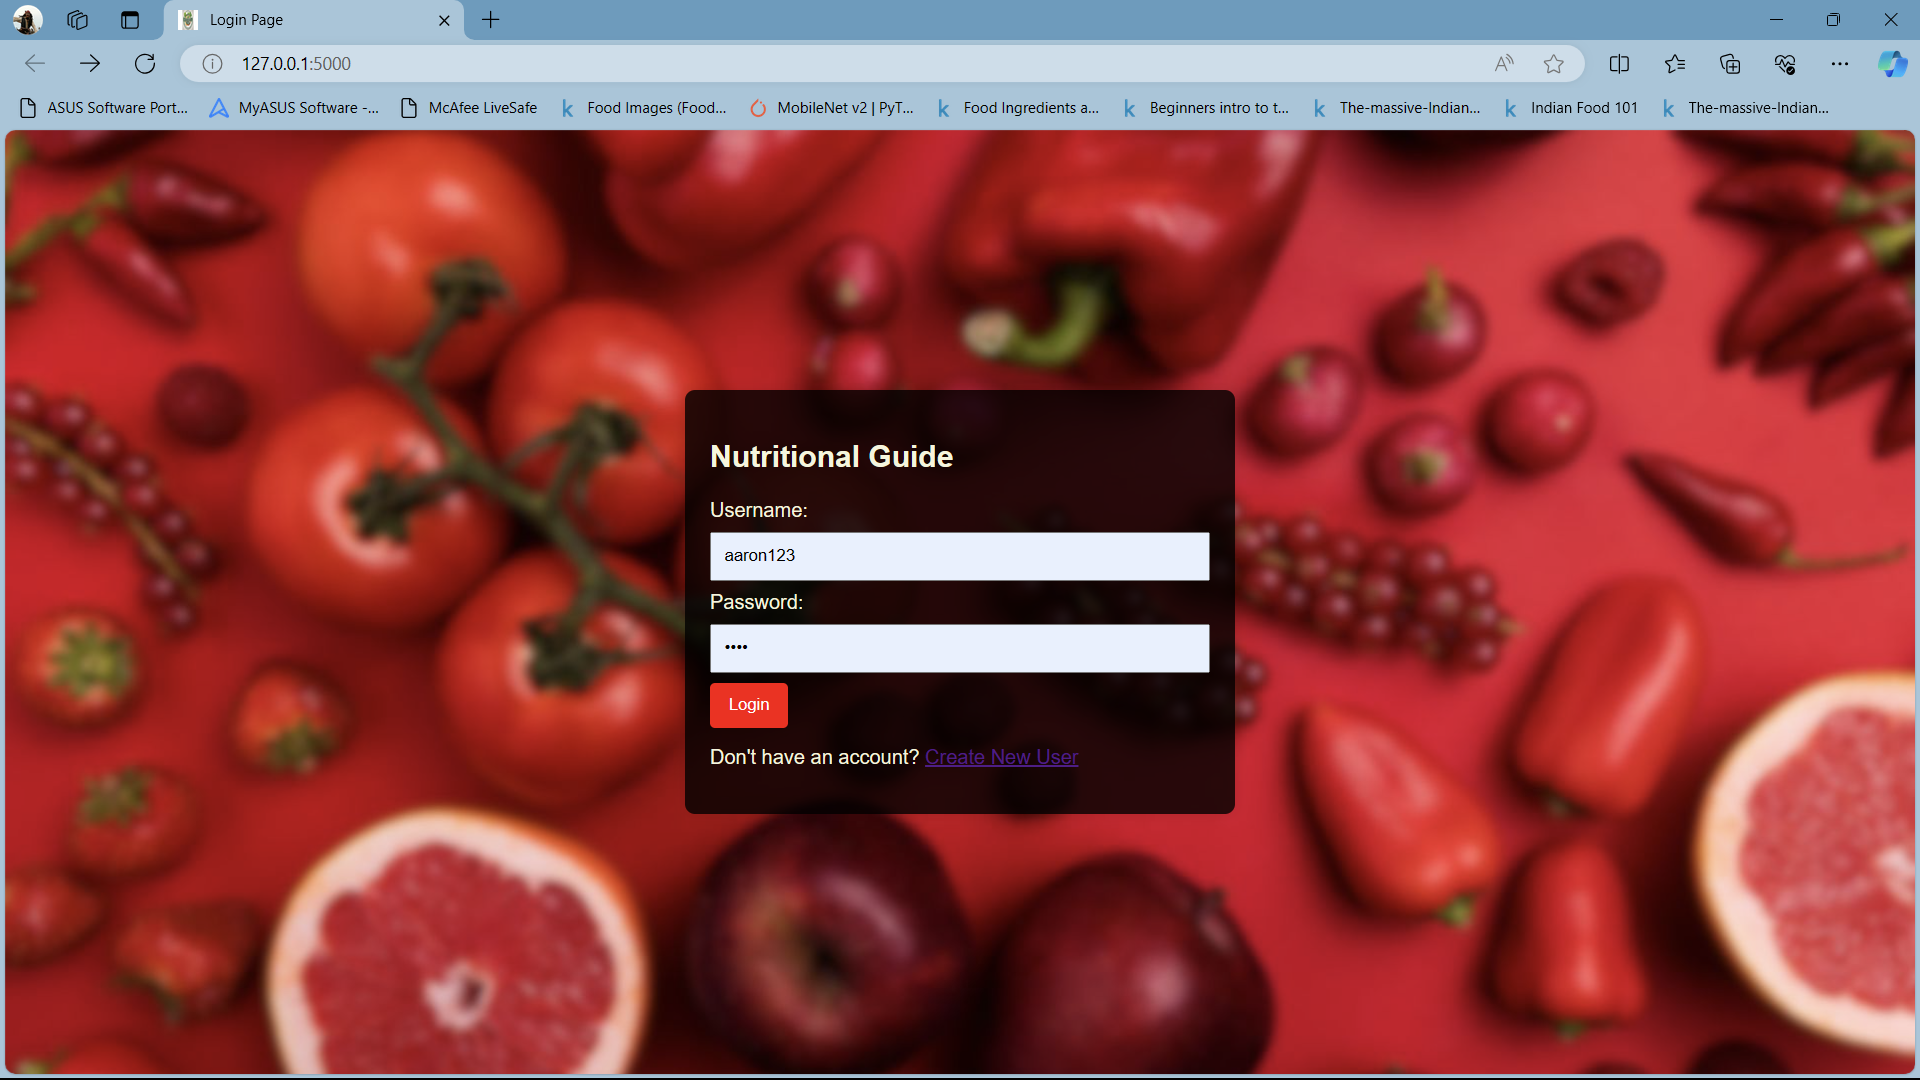 Login Page
127.0.0.1:5000
ASUS Software Port... MyASUS Software -... McAfee LiveSafe Food Images (Food... MobileNet v2 | PyT... Food Ingredients a... Beginners intro to t... The-massive-Indian... Indian Food 101 The-massive-Indian...
Nutritional Guide
Username:
aaron123
Password:
••••
Login
Don't have an account? Create New User